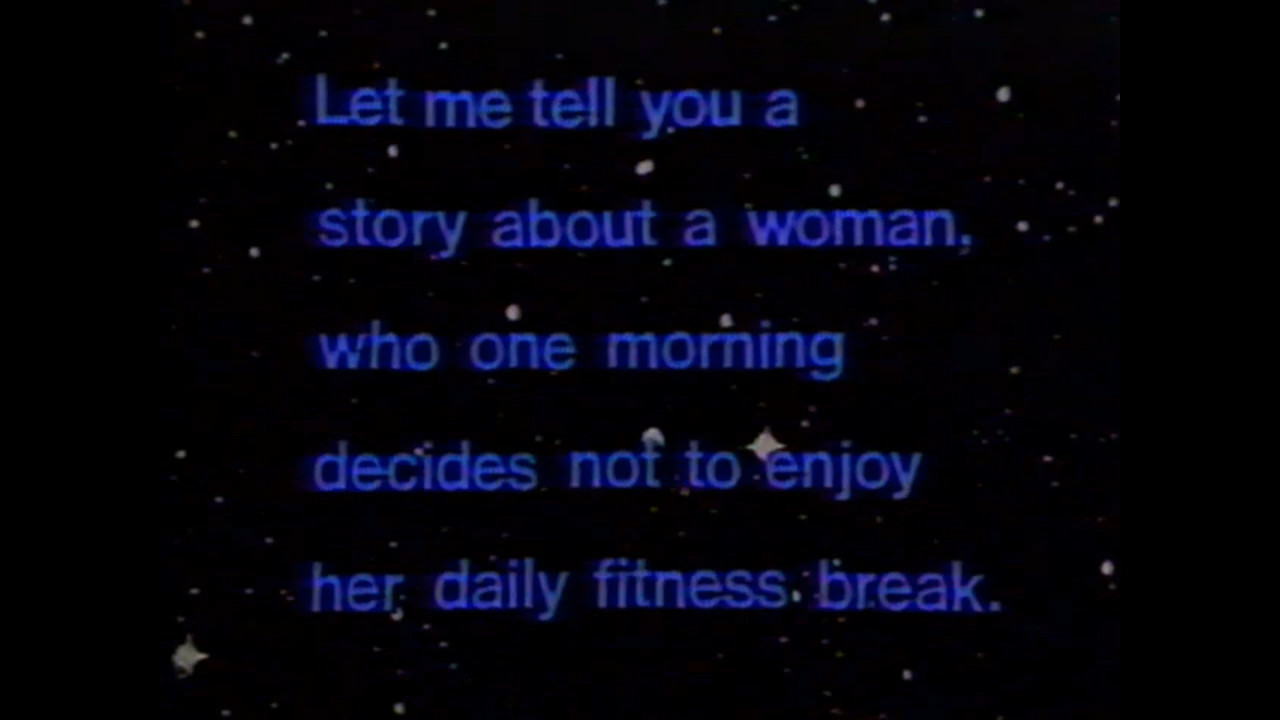 Let me tell you a
story about a woman,
who one morning
decides not to enjoy
her daily fitness break.